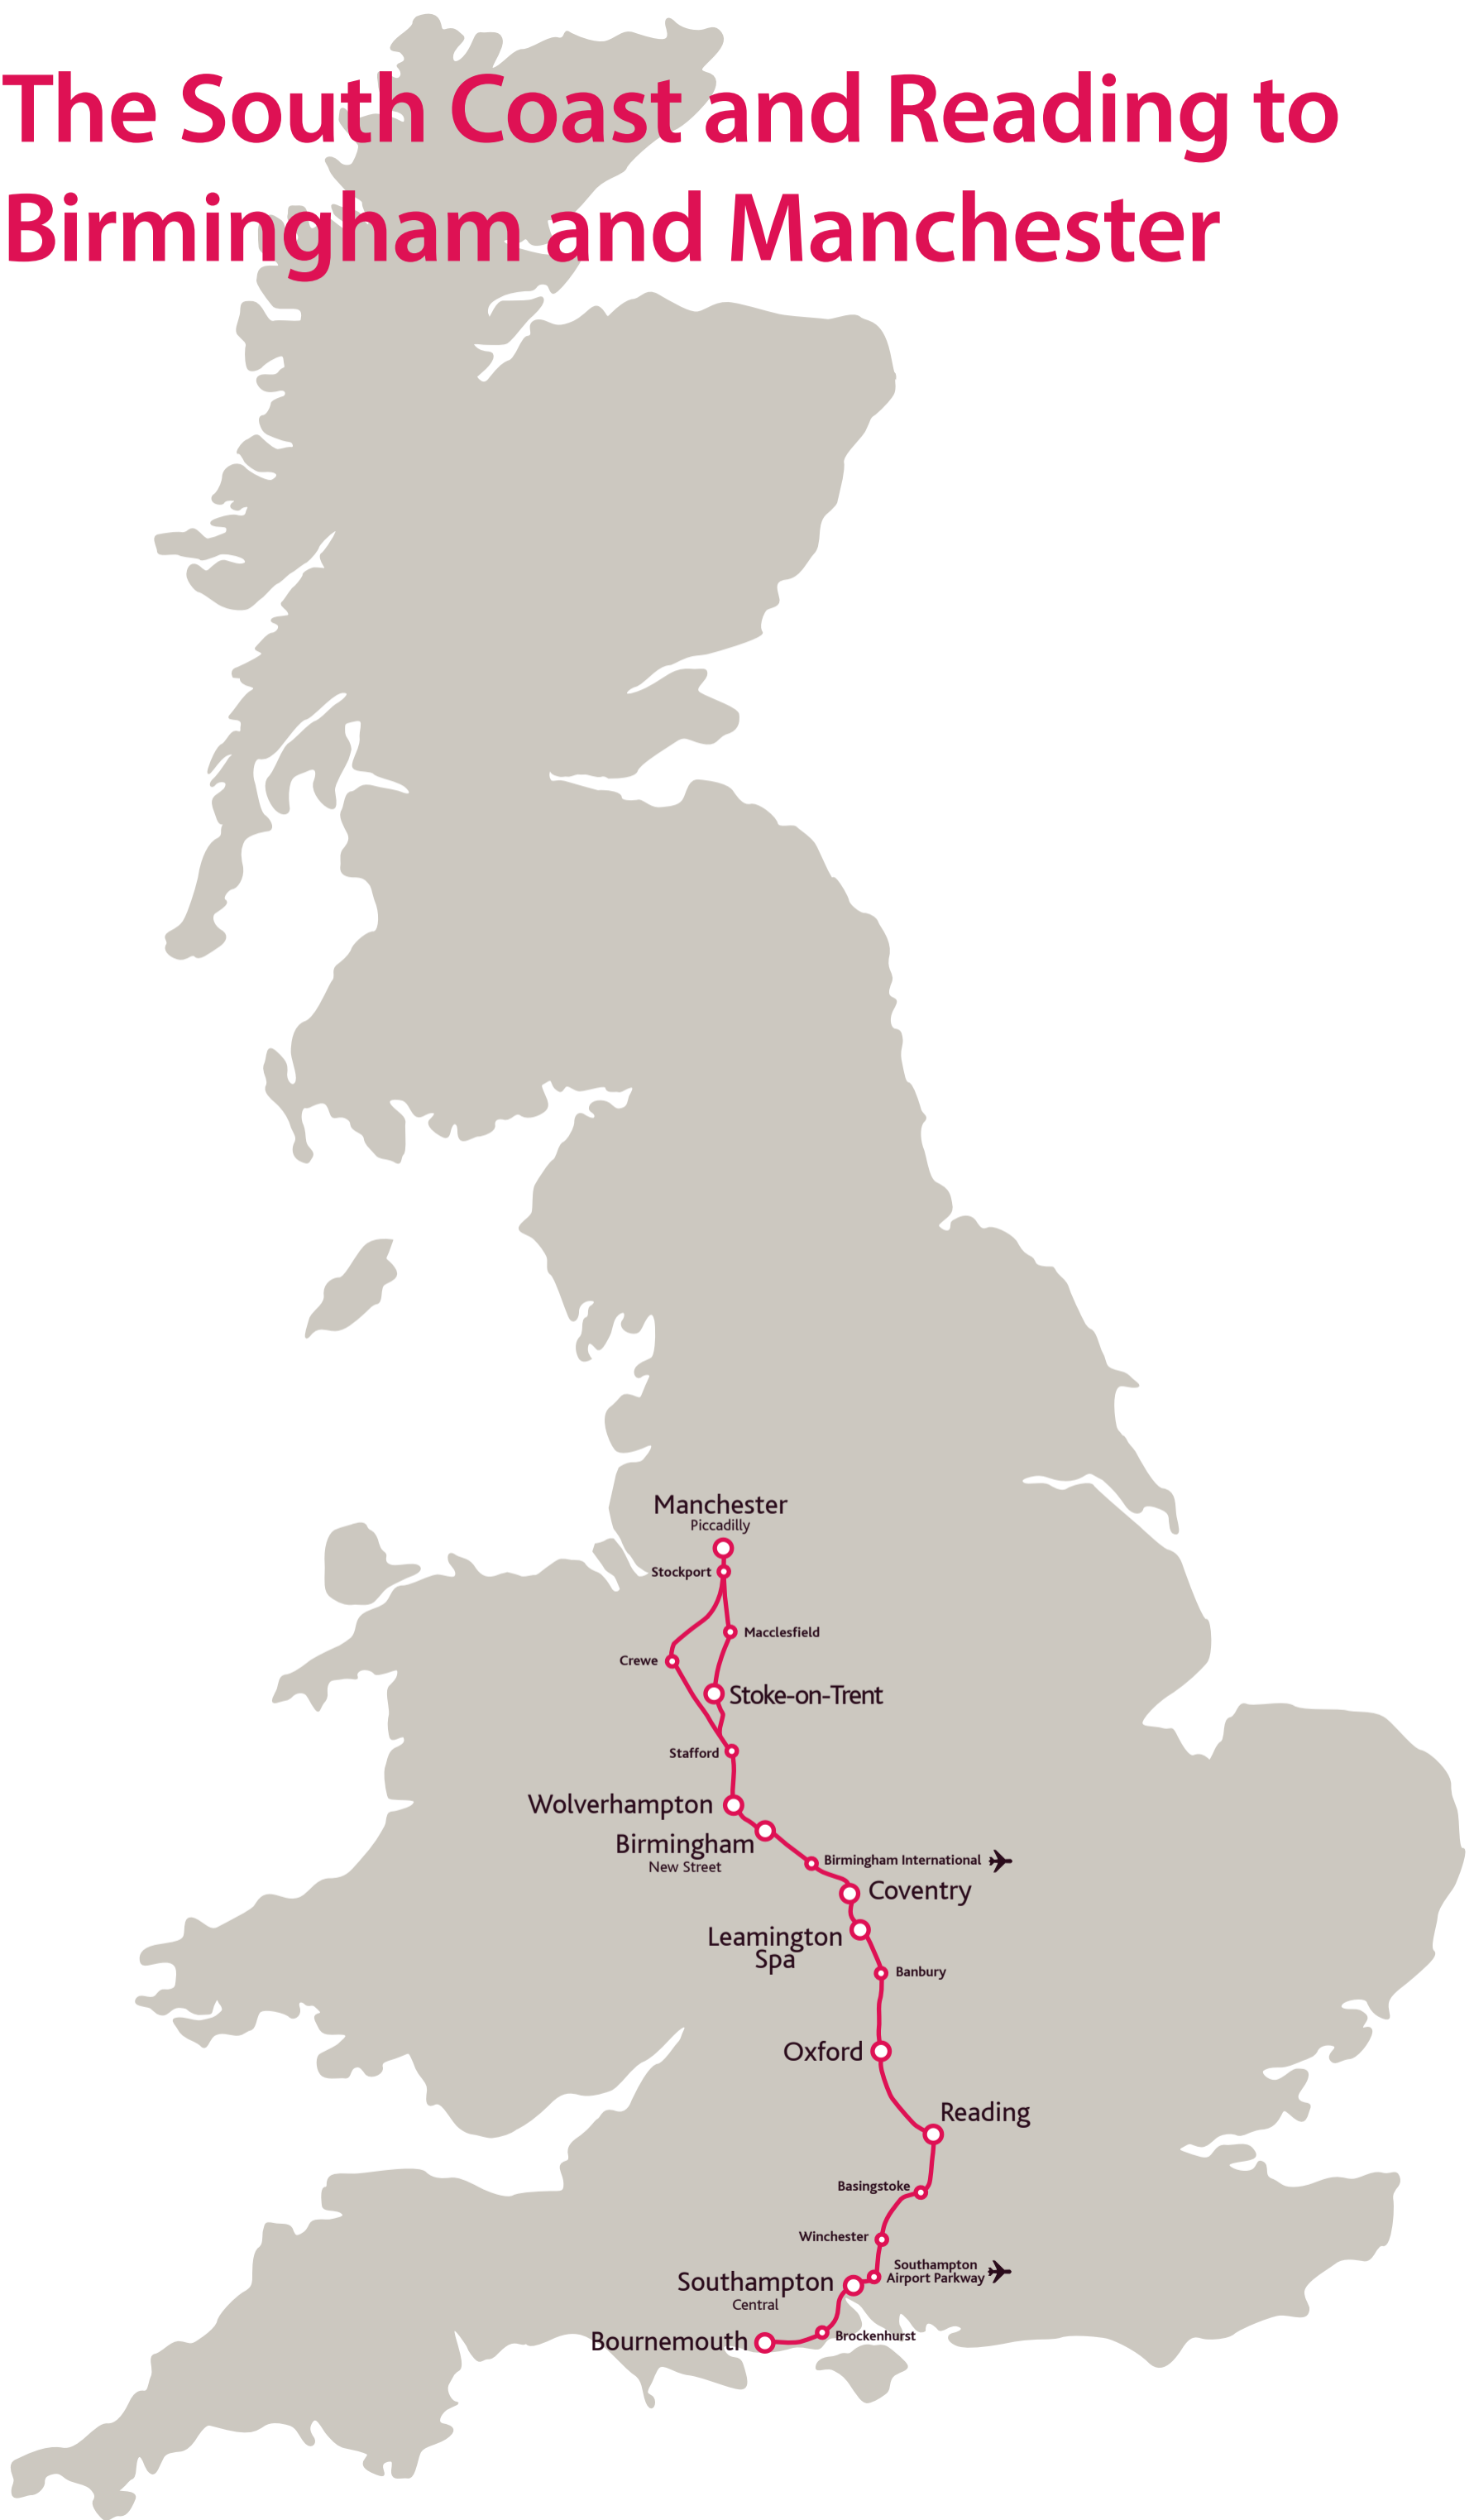 The South Coast and Reading to
Birmingham and Manchester
Manchester
Piccadilly
Stockport
Macclesfield
Crewe
Stoke-on-Trent
Stafford
Wolverhampton
Birmingham
New Street
Birmingham International
Coventry
Leamington
Spa
Banbury
Oxford
Reading
Basingstoke
Winchester
Southampton
Airport Parkway
Southampton
Central
Brockenhurst
Bournemouth